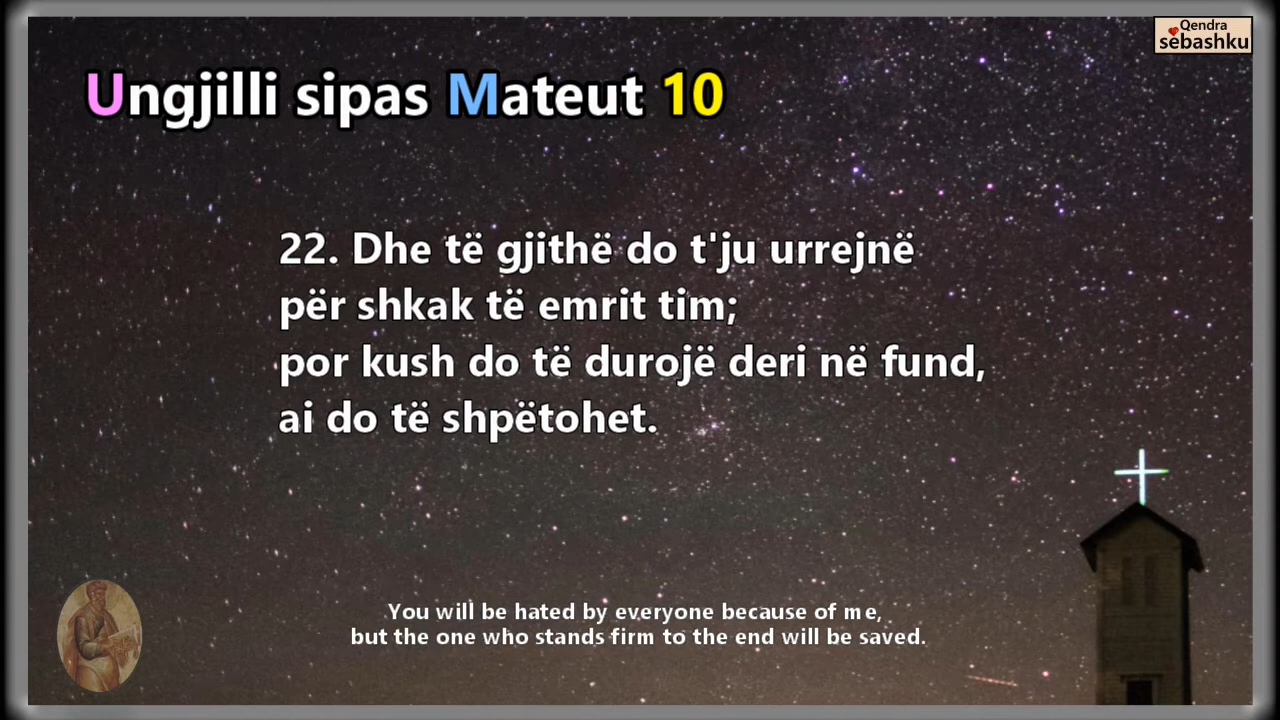 Qendra
sebashku
Ungjilli sipas Mateut 10
22. Dhe të gjithë do t'ju urrejnë
për shkak të emrit tim;
por kush do të durojë deri në fund,
ai do të shpëtohet.
You will be hated by everyone because of me,
but the one who stands firm to the end will be saved.